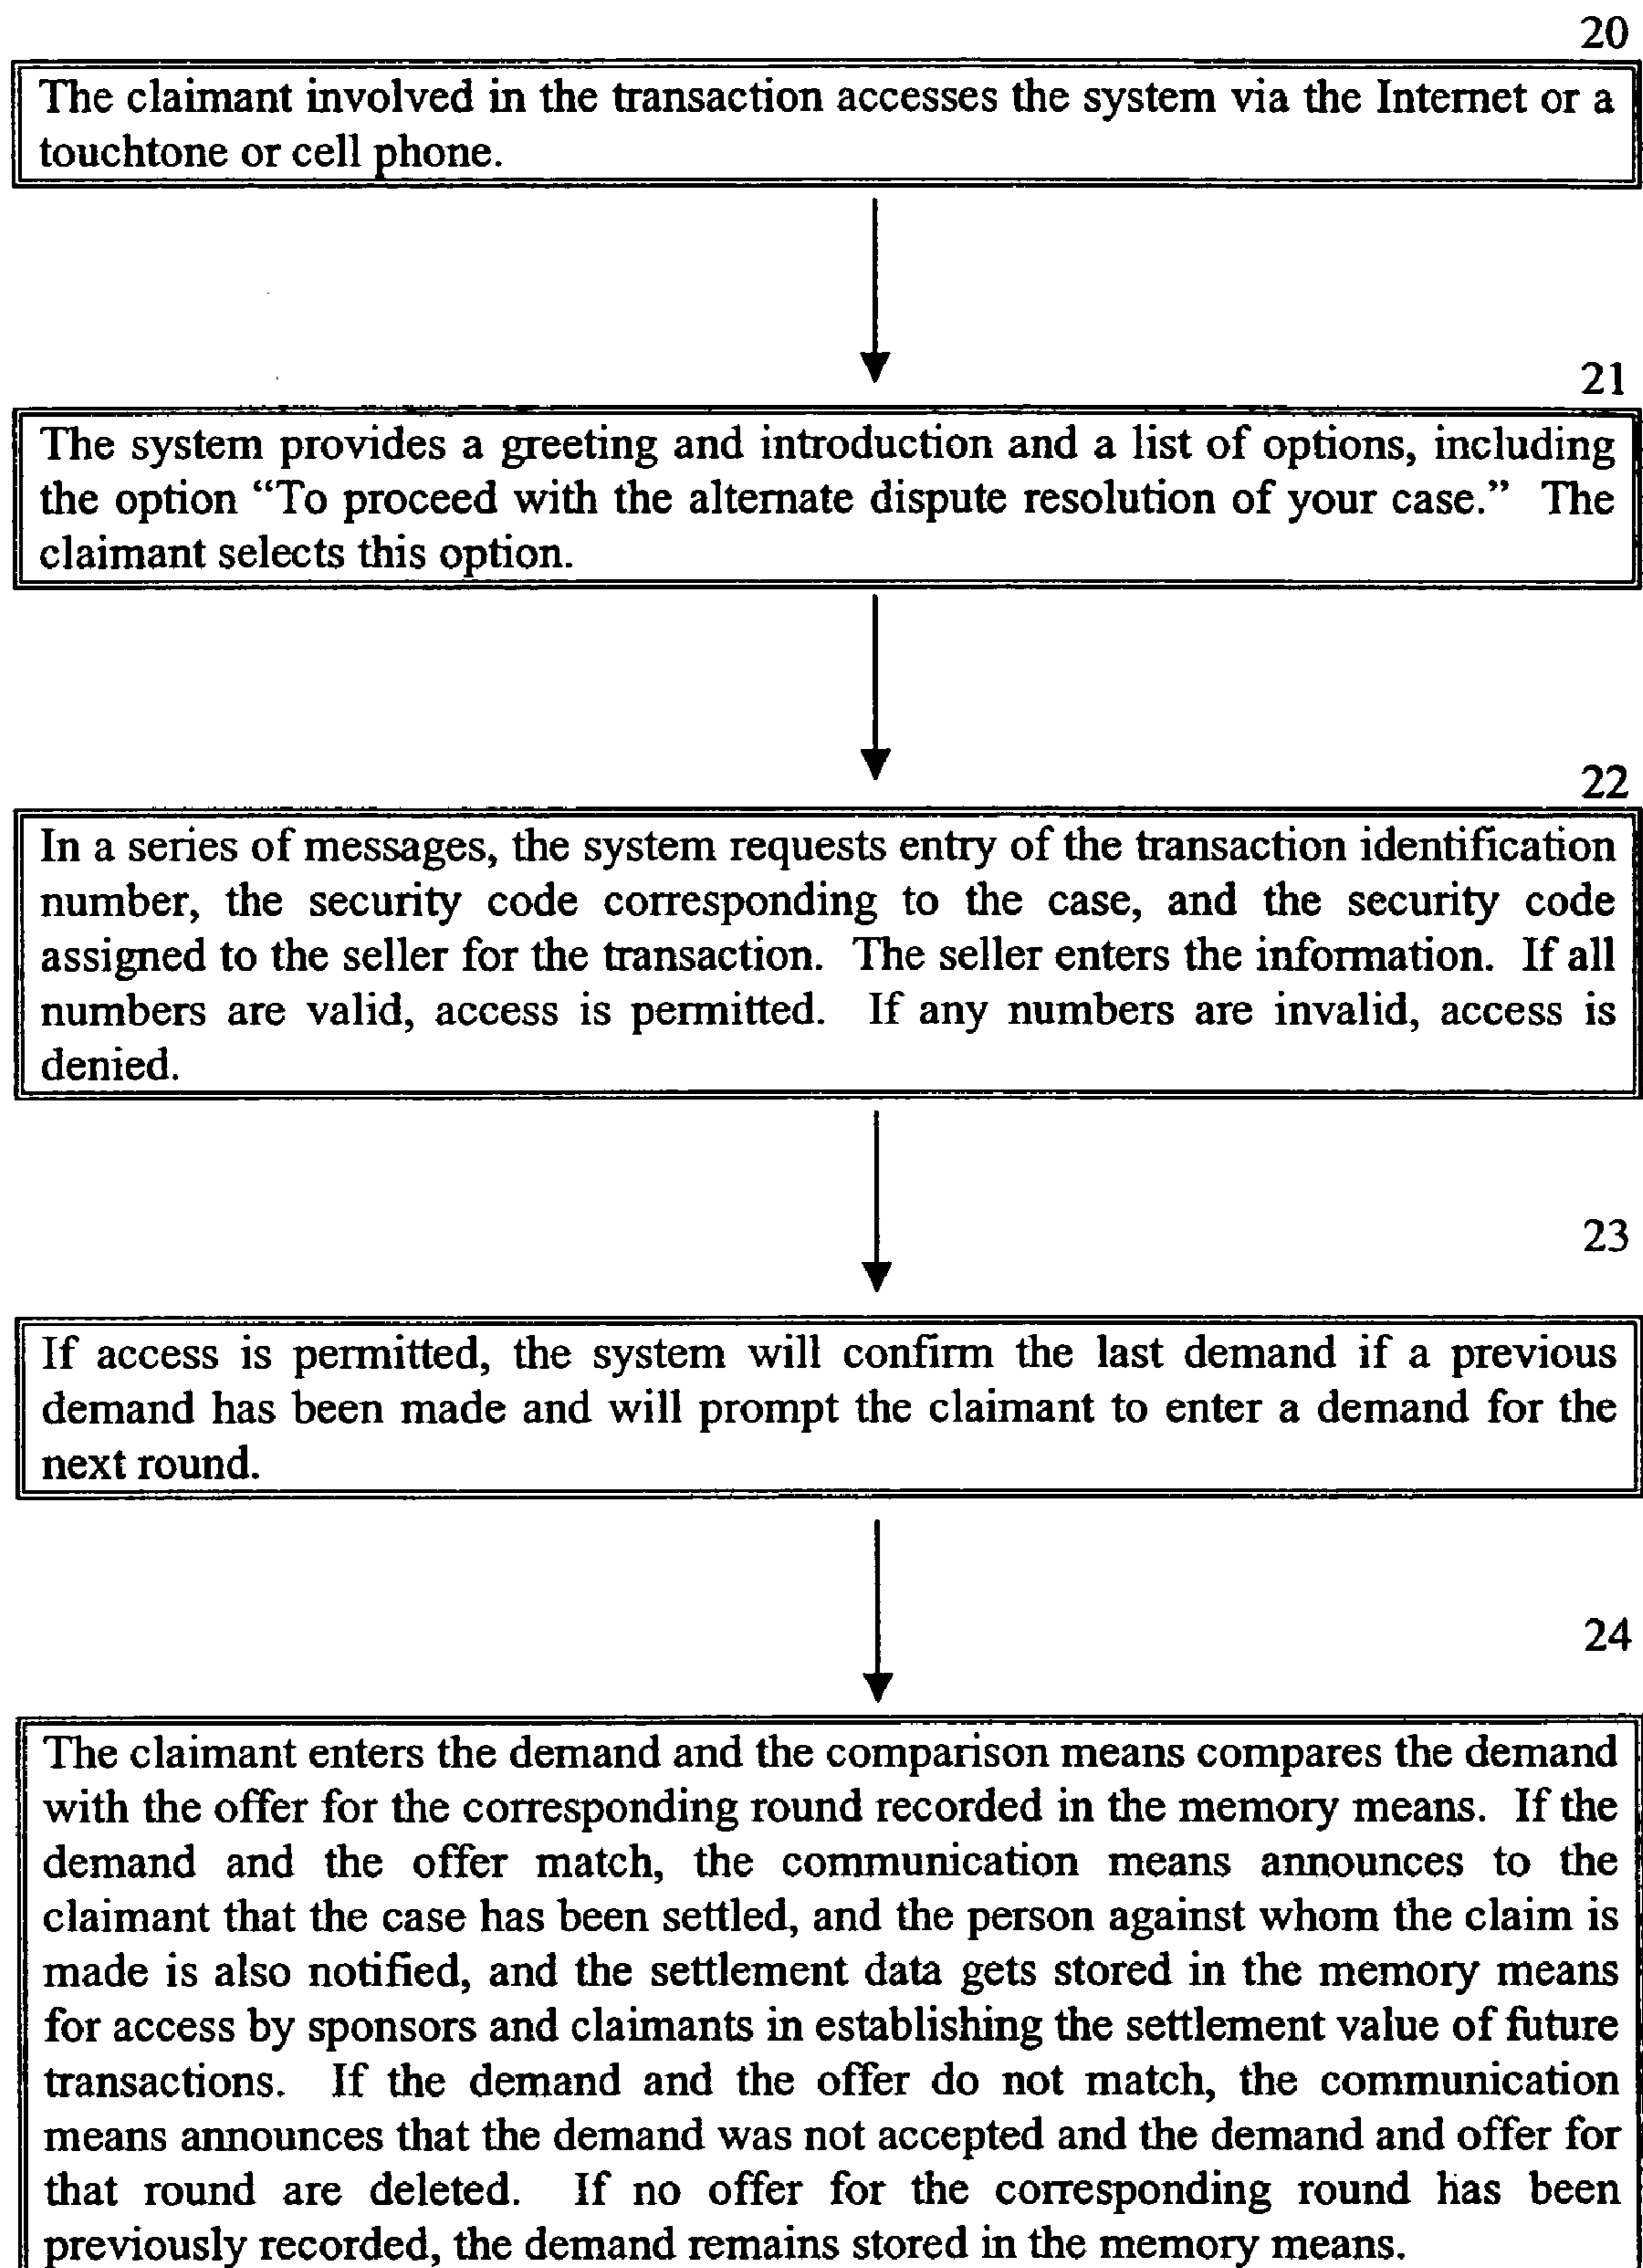 20
The claimant involved in the transaction accesses the system via the Internet or a
touchtone or cell phone.
21
The system provides a greeting and introduction and a list of options, including
the option “To proceed with the alternate dispute resolution of your case.” The
claimant selects this option.
22
In a series of messages, the system requests entry of the transaction identification
number, the security code corresponding to the case, and the security code
assigned to the seller for the transaction. The seller enters the information. If all
numbers are valid, access is permitted. If any numbers are invalid, access is
denied.
23
If access is permitted, the system will confirm the last demand if a previous
demand has been made and will prompt the claimant to enter a demand for the
next round.
24
The claimant enters the demand and the comparison means compares the demand
with the offer for the corresponding round recorded in the memory means. If the
demand and the offer match, the communication means announces to the
claimant that the case has been settled, and the person against whom the claim is
made is also notified, and the settlement data gets stored in the memory means
for access by sponsors and claimants in establishing the settlement value of future
transactions. If the demand and the offer do not match, the communication
means announces that the demand was not accepted and the demand and offer for
that round are deleted. If no offer for the corresponding round has been
previously recorded, the demand remains stored in the memory means.